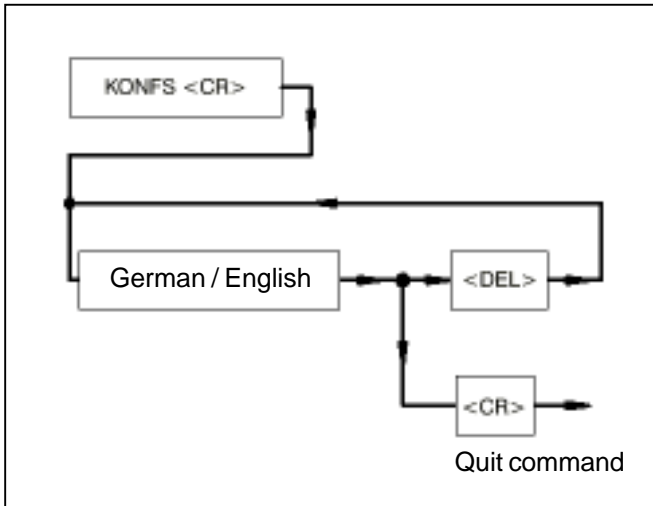 KONFS <CR>
German / English
<DEL>
<CR>
Quit command